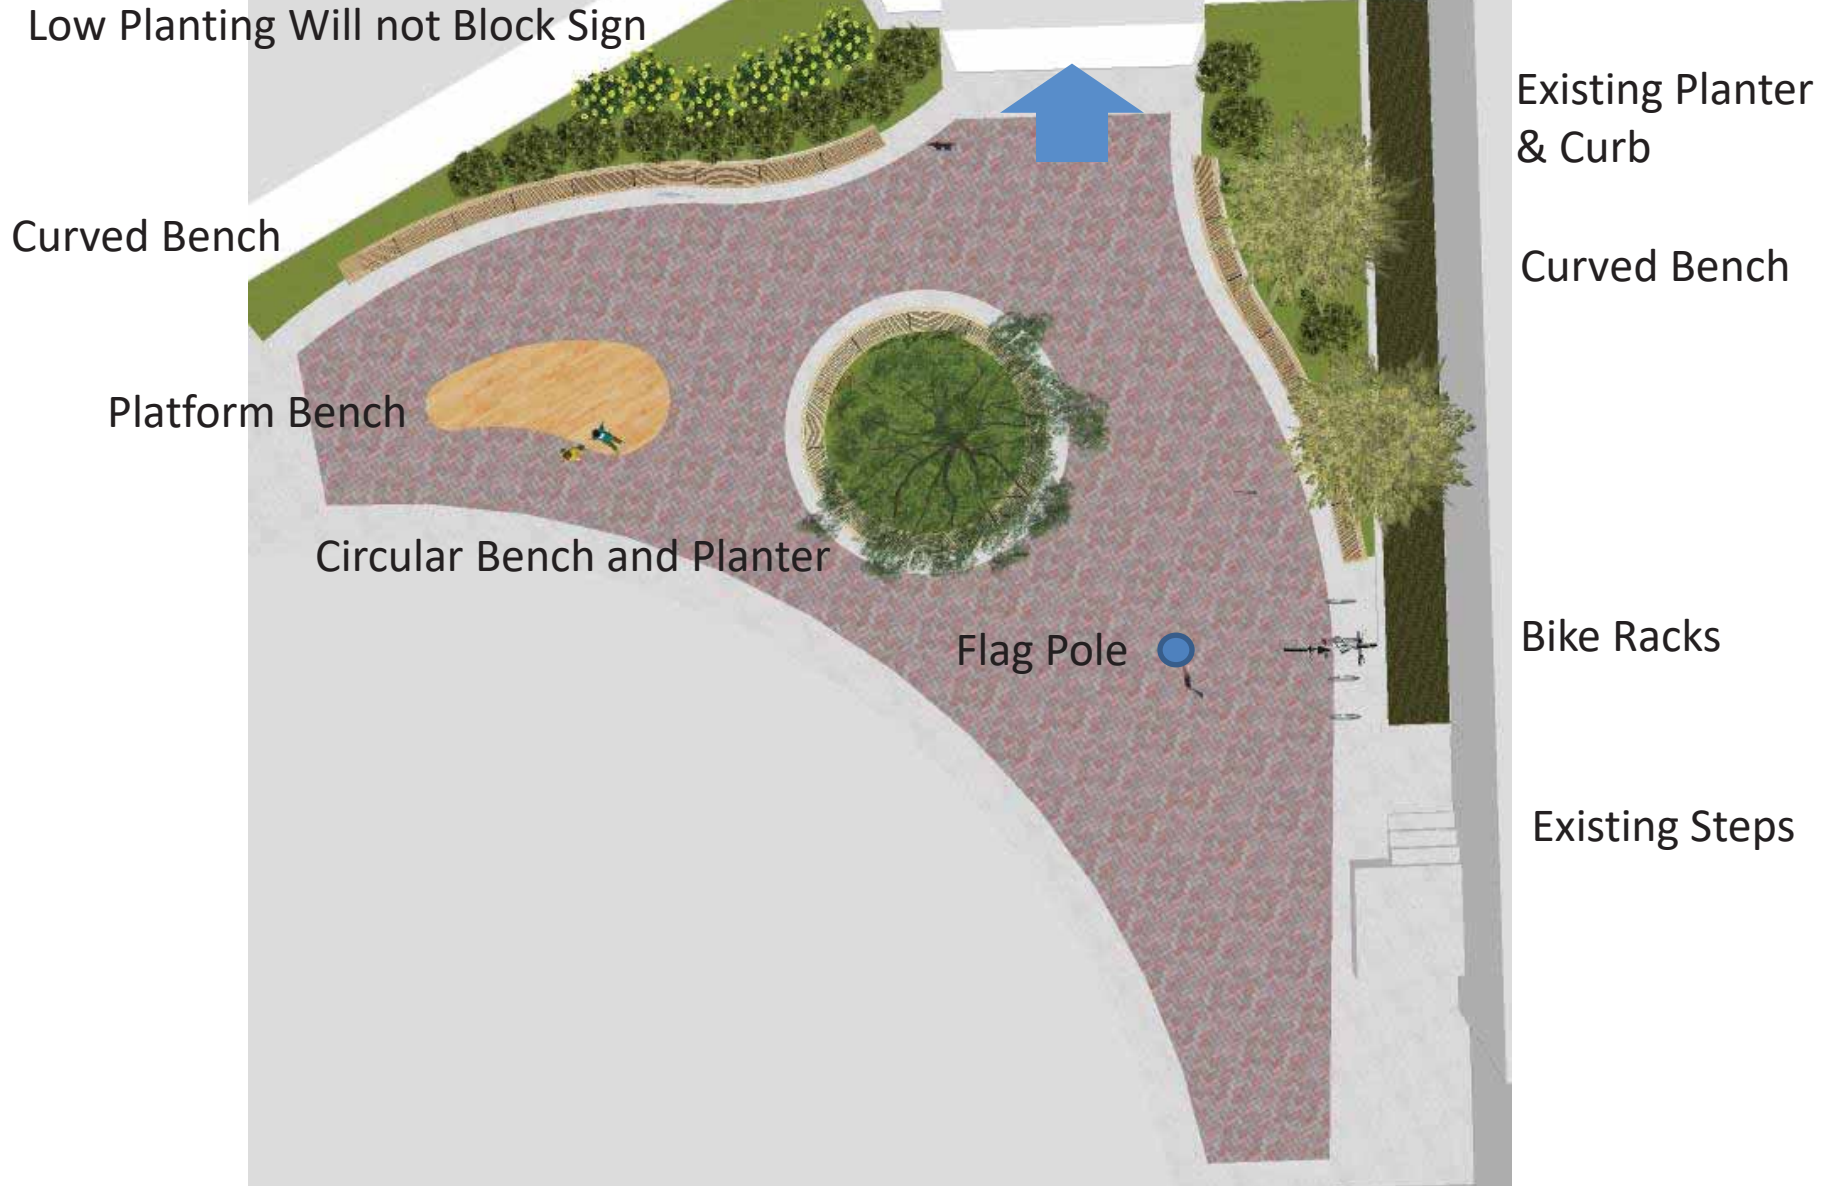 Low Planting Will not Block Sign
Existing Planter
& Curb
Curved Bench
Curved Bench
Platform Bench
Circular Bench and Planter
Flag Pole
Bike Racks
Existing Steps